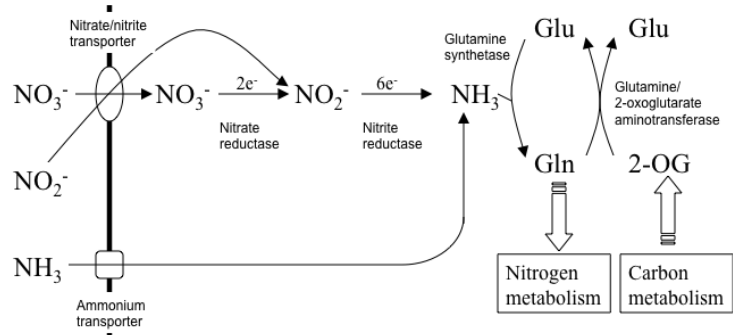 Nitrate/nitrite
transporter
NO₃⁻
NO₃⁻
2e⁻
Nitrate
reductase
NO₂⁻
6e⁻
Nitrite
reductase
NH₃
Glutamine
synthetase
Glu
Glu
Glutamine/
2-oxoglutarate
aminotransferase
NO₂⁻
Gln
2-OG
NH₃
Ammonium
transporter
Nitrogen
metabolism
Carbon
metabolism